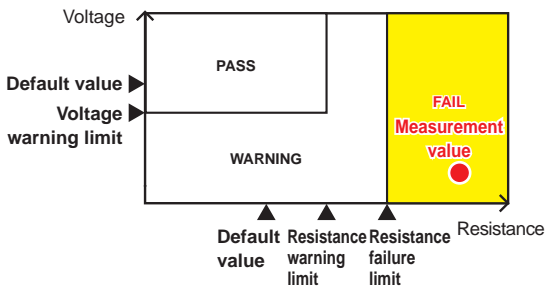 Voltage
PASS
Default value
Voltage
warning limit
FAIL
Measurement
value
WARNING
Resistance
Default
value
Resistance
warning
limit
Resistance
failure
limit